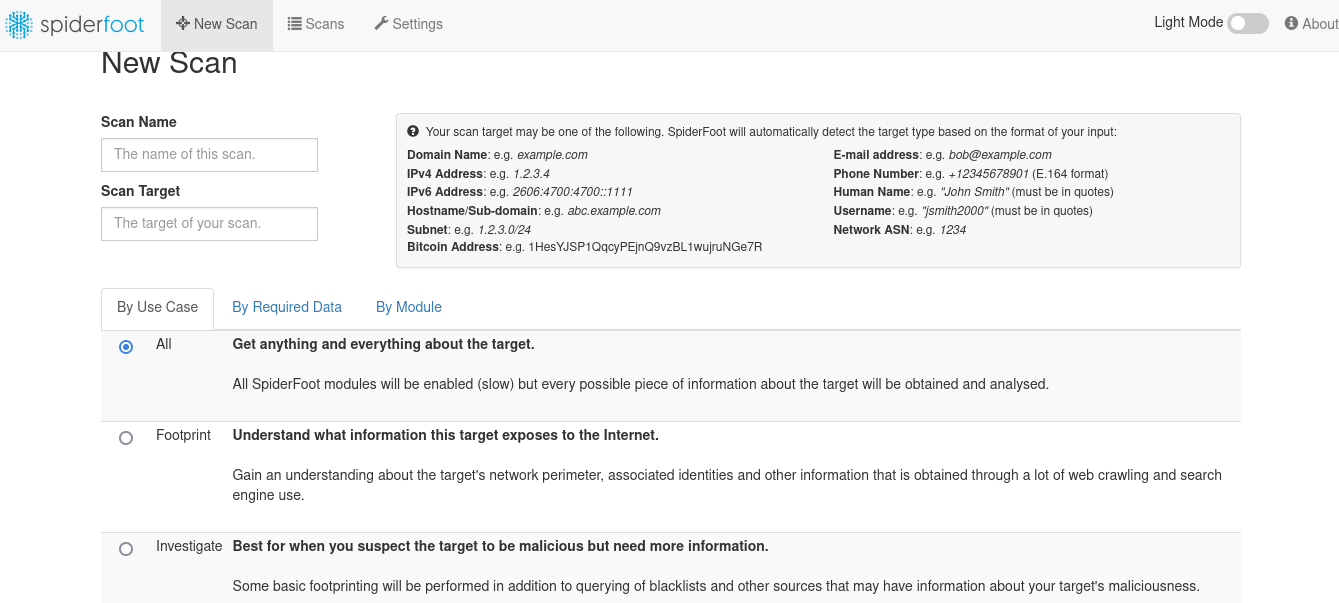 spiderfoot New Scan Scans Settings Light Mode About
New Scan
Scan Name
The name of this scan.
Scan Target
The target of your scan.
Your scan target may be one of the following. SpiderFoot will automatically detect the target type based on the format of your input:
Domain Name: e.g. example.com
IPv4 Address: e.g. 1.2.3.4
IPv6 Address: e.g. 2606:4700:4700::1111
Hostname/Sub-domain: e.g. abc.example.com
Subnet: e.g. 1.2.3.0/24
Bitcoin Address: e.g. 1HesYJSP1QqcyPEjnQ9vzBL1wujruNGe7R
E-mail address: e.g. bob@example.com
Phone Number: e.g. +12345678901 (E.164 format)
Human Name: e.g. "John Smith" (must be in quotes)
Username: e.g. "jsmith2000" (must be in quotes)
Network ASN: e.g. 1234
By Use Case By Required Data By Module
All Get anything and everything about the target.
All SpiderFoot modules will be enabled (slow) but every possible piece of information about the target will be obtained and analysed.
Footprint Understand what information this target exposes to the Internet.
Gain an understanding about the target's network perimeter, associated identities and other information that is obtained through a lot of web crawling and search
engine use.
Investigate Best for when you suspect the target to be malicious but need more information.
Some basic footprinting will be performed in addition to querying of blacklists and other sources that may have information about your target's maliciousness.